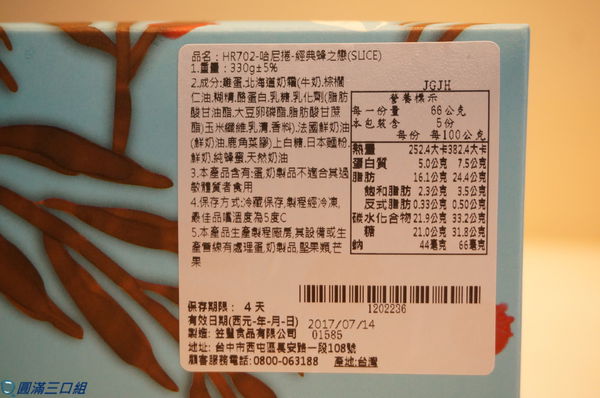 品名：HR702-哈尼捲-經典蜂之戀(SLICE)
1.重量：330g±5%
2.成分:雞蛋,北海道奶霜(牛奶,棕櫚
仁油,糊精,酪蛋白,乳糖,乳化劑(脂肪
酸甘油酯,大豆卵磷酯,脂肪酸甘蔗
酯)玉米纖維,乳清,香料).法國鮮奶油
(鮮奶油,鹿角菜膠)上白糖,日本麵粉,
鮮奶,純蜂蜜,天然奶油
3.本產品含有:蛋,奶製品不適合其過
敏體質者食用
4.保存方式:冷藏保存,製程經冷凍,
最佳品嚐溫度為5度C
5.本產品生產製程廠房,其設備或生
產管線有處理蛋,奶製品,堅果類,芒
果
JGJH
營養標示
每一份量 66公克
本包裝含 5份
每份 每100公克
熱量 252.4大卡 382.4大卡
蛋白質 5.0公克 7.5公克
脂肪 16.1公克 24.4公克
飽和脂肪 2.3公克 3.5公克
反式脂肪 0.33公克 0.50公克
碳水化合物 21.9公克 33.2公克
糖 21.0公克 31.8公克
鈉 44毫克 66毫克
1202236
保存期限： 4 天
有效日期(西元-年-月-日) 2017/07/14
製造: 笠豐食品有限公司 01585
地址: 台中市西屯區長安路一段108號
顧客服務電話:0800-063188 產地:台灣
圓滿三口組